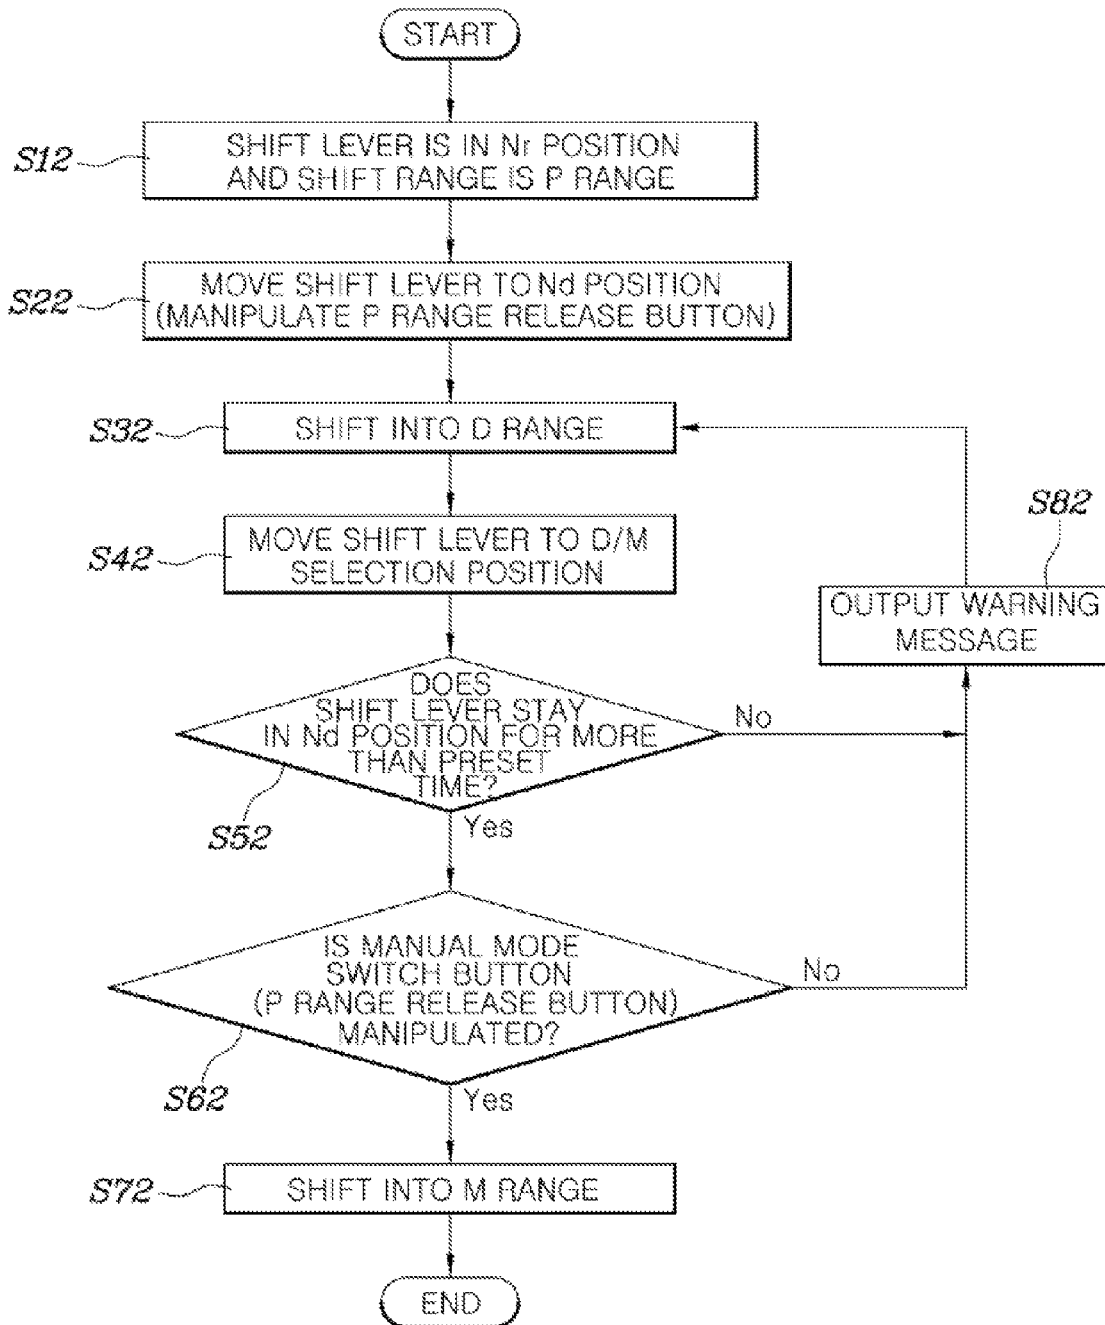 START
S12
SHIFT LEVER IS IN Nr POSITION
AND SHIFT RANGE IS P RANGE
S22
MOVE SHIFT LEVER TO Nd POSITION
(MANIPULATE P RANGE RELEASE BUTTON)
S32
SHIFT INTO D RANGE
S42
MOVE SHIFT LEVER TO D/M
SELECTION POSITION
S82
OUTPUT WARNING
MESSAGE
DOES
SHIFT LEVER STAY
IN Nd POSITION FOR MORE
THAN PRESET
TIME?
No
S52
Yes
IS MANUAL MODE
SWITCH BUTTON
(P RANGE RELEASE BUTTON)
MANIPULATED?
No
S62
Yes
S72
SHIFT INTO M RANGE
END